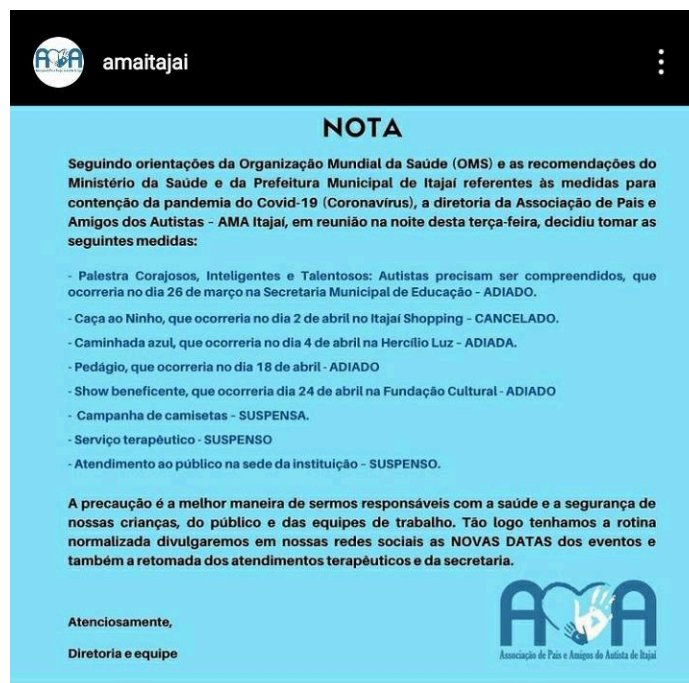 AMA
amaitajai
NOTA
Seguindo orientações da Organização Mundial da Saúde (OMS) e as recomendações do
Ministério da Saúde e da Prefeitura Municipal de Itajaí referentes às medidas para
contenção da pandemia do Covid-19 (Coronavírus), a diretoria da Associação de Pais e
Amigos dos Autistas – AMA Itajaí, em reunião na noite desta terça-feira, decidiu tomar as
seguintes medidas:
- Palestra Corajosos, Inteligentes e Talentosos: Autistas precisam ser compreendidos, que
ocorreria no dia 26 de março na Secretaria Municipal de Educação – ADIADO.
- Caça ao Ninho, que ocorreria no dia 2 de abril no Itajaí Shopping – CANCELADO.
- Caminhada azul, que ocorreria no dia 4 de abril na Hercílio Luz – ADIADA.
- Pedágio, que ocorreria no dia 18 de abril - ADIADO
- Show beneficente, que ocorreria dia 24 de abril na Fundação Cultural - ADIADO
- Campanha de camisetas – SUSPENSA.
- Serviço terapêutico - SUSPENSO
- Atendimento ao público na sede da instituição – SUSPENSO.
A precaução é a melhor maneira de sermos responsáveis com a saúde e a segurança de
nossas crianças, do público e das equipes de trabalho. Tão logo tenhamos a rotina
normalizada divulgaremos em nossas redes sociais as NOVAS DATAS dos eventos e
também a retomada dos atendimentos terapêuticos e da secretaria.
Atenciosamente,
Diretoria e equipe
AMA
Associação de Pais e Amigos do Autista de Itajaí